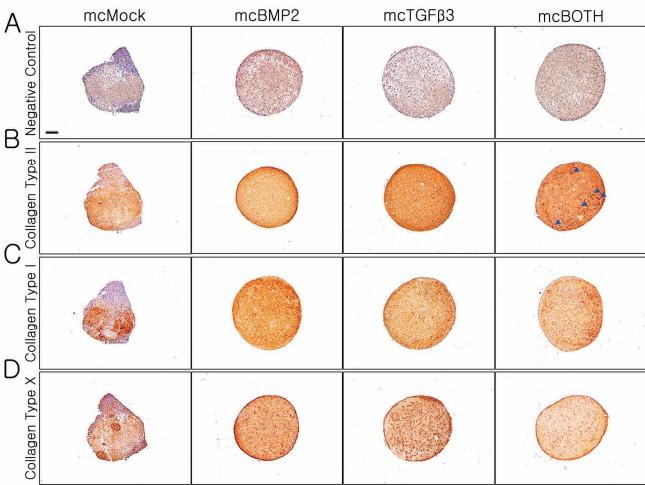 mcMock mcBMP2 mcTGFβ3 mcBOTH
A
Negative Control
B
Collagen Type II
C
Collagen Type I
D
Collagen Type X